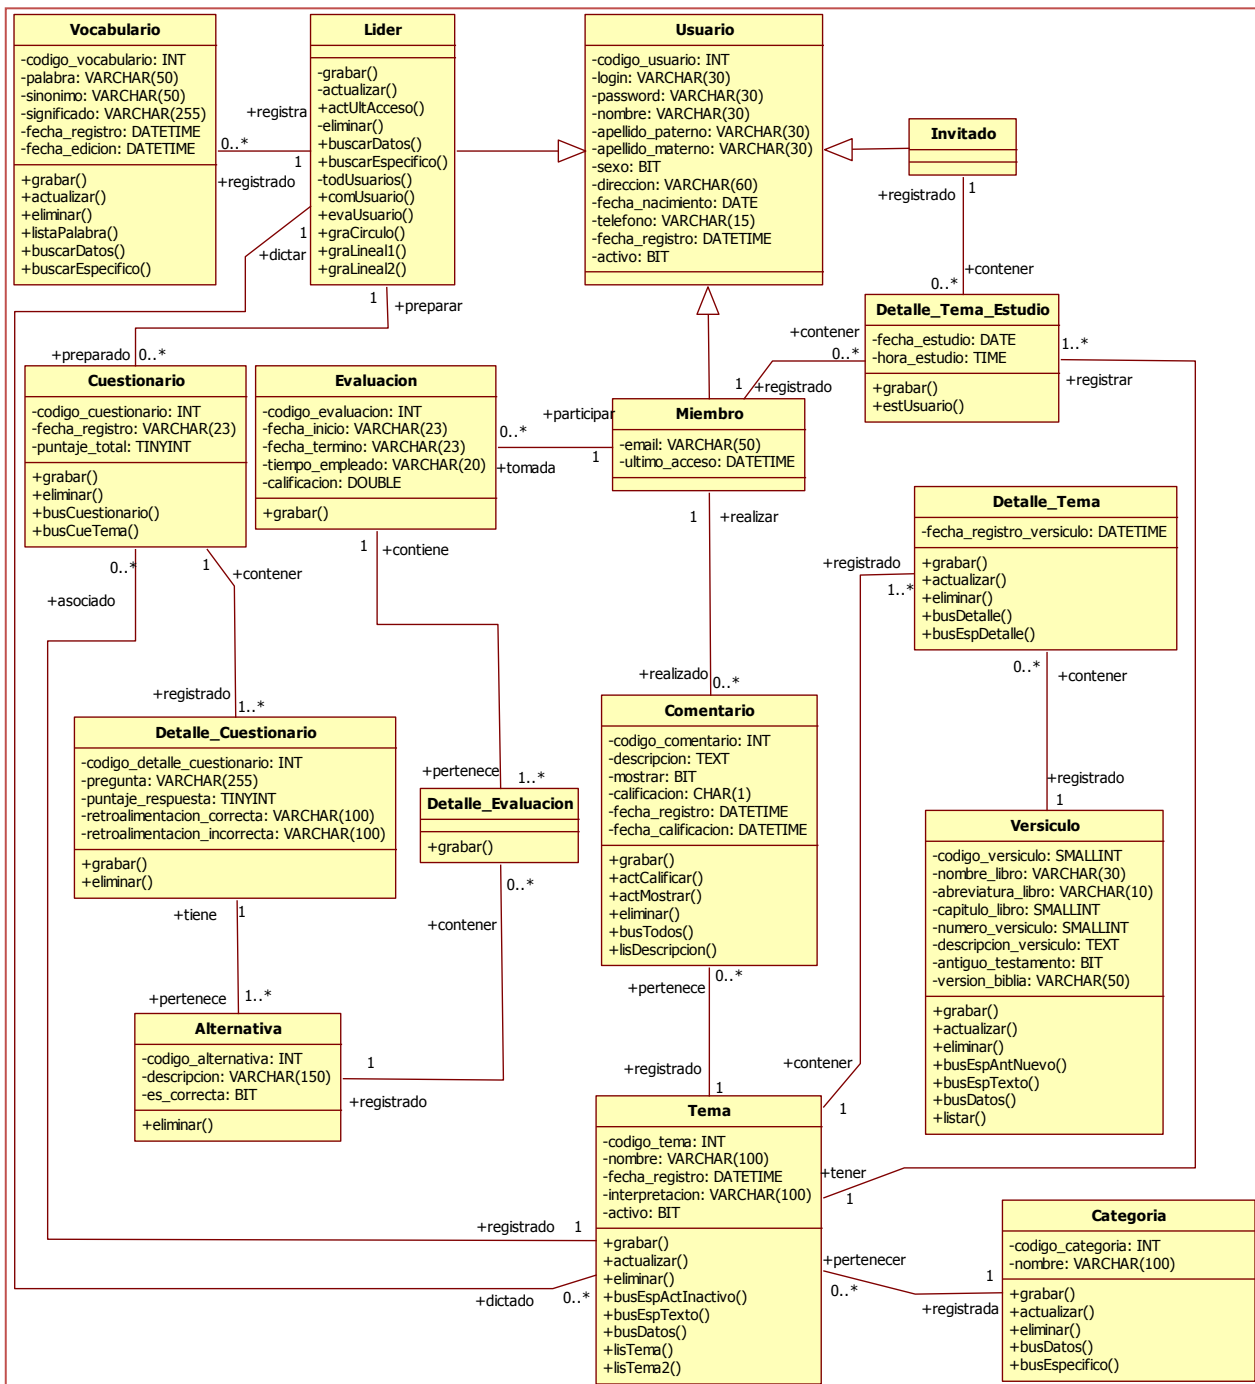 Vocabulario
-codigo_vocabulario: INT
-palabra: VARCHAR(50)
-sinonimo: VARCHAR(50)
-significado: VARCHAR(255)
-fecha_registro: DATETIME
-fecha_edicion: DATETIME
+grabar()
+actualizar()
+eliminar()
+listaPalabra()
+buscarDatos()
+buscarEspecifico()
+registra
0..*
1
+registrado
Lider
-grabar()
-actualizar()
+actUltAcceso()
-eliminar()
+buscarDatos()
+buscarEspecifico()
-todUsuarios()
+comUsuario()
+evaUsuario()
+graCirculo()
+graLineal1()
+graLineal2()
1
+dictar
1
+preparar
Usuario
-codigo_usuario: INT
-login: VARCHAR(30)
-password: VARCHAR(30)
-nombre: VARCHAR(30)
-apellido_paterno: VARCHAR(30)
-apellido_materno: VARCHAR(30)
-sexo: BIT
-direccion: VARCHAR(60)
-fecha_nacimiento: DATE
-telefono: VARCHAR(15)
-fecha_registro: DATETIME
-activo: BIT
Invitado
+registrado
1
+contener
0..*
Detalle_Tema_Estudio
-fecha_estudio: DATE
-hora_estudio: TIME
+grabar()
+estUsuario()
+contener
0..*
1
+registrado
1..*
+registrar
+preparado
0..*
Cuestionario
-codigo_cuestionario: INT
-fecha_registro: VARCHAR(23)
-puntaje_total: TINYINT
+grabar()
+eliminar()
+busCuestionario()
+busCueTema()
0..*
+asociado
1
+contener
Evaluacion
-codigo_evaluacion: INT
-fecha_inicio: VARCHAR(23)
-fecha_termino: VARCHAR(23)
-tiempo_empleado: VARCHAR(20)
-calificacion: DOUBLE
+grabar()
+participar
0..*
1
+tomada
1
+contiene
Miembro
-email: VARCHAR(50)
-ultimo_acceso: DATETIME
1
+realizar
Detalle_Tema
-fecha_registro_versiculo: DATETIME
+grabar()
+actualizar()
+eliminar()
+busDetalle()
+busEspDetalle()
+registrado
1..*
0..*
+contener
+realizado
0..*
+registrado
1..*
Detalle_Cuestionario
-codigo_detalle_cuestionario: INT
-pregunta: VARCHAR(255)
-puntaje_respuesta: TINYINT
-retroalimentacion_correcta: VARCHAR(100)
-retroalimentacion_incorrecta: VARCHAR(100)
+grabar()
+eliminar()
+tiene
1
+pertenece
1..*
Detalle_Evaluacion
+grabar()
0..*
+contener
Comentario
-codigo_comentario: INT
-descripcion: TEXT
-mostrar: BIT
-calificacion: CHAR(1)
-fecha_registro: DATETIME
-fecha_calificacion: DATETIME
+grabar()
+actCalificar()
+actMostrar()
+eliminar()
+busTodos()
+lisDescripcion()
0..*
+pertenece
+registrado
1
Versiculo
-codigo_versiculo: SMALLINT
-nombre_libro: VARCHAR(30)
-abreviatura_libro: VARCHAR(10)
-capitulo_libro: SMALLINT
-numero_versiculo: SMALLINT
-descripcion_versiculo: TEXT
-antiguo_testamento: BIT
-version_biblia: VARCHAR(50)
+grabar()
+actualizar()
+eliminar()
+busEspAntNuevo()
+busEspTexto()
+busDatos()
+listar()
+pertenece
1..*
Alternativa
-codigo_alternativa: INT
-descripcion: VARCHAR(150)
-es_correcta: BIT
+eliminar()
1
+registrado
+registrado
1
+contener
1
Tema
-codigo_tema: INT
-nombre: VARCHAR(100)
-fecha_registro: DATETIME
-interpretacion: VARCHAR(100)
-activo: BIT
+grabar()
+actualizar()
+eliminar()
+busEspActInactivo()
+busEspTexto()
+busDatos()
+lisTema()
+lisTema2()
+tener
1
+registrado
1
+dictado
0..*
+pertenecer
0..*
1
+registrada
Categoria
-codigo_categoria: INT
-nombre: VARCHAR(100)
+grabar()
+actualizar()
+eliminar()
+busDatos()
+busEspecifico()